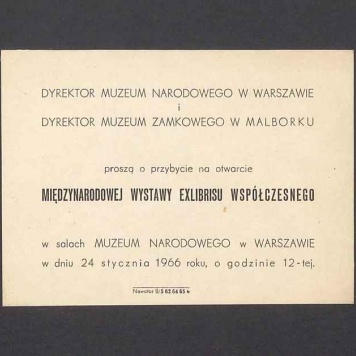 DYREKTOR MUZEUM NARODOWEGO W WARSZAWIE
i
DYREKTOR MUZEUM ZAMKOWEGO W MALBORKU
proszą o przybycie na otwarcie
MIĘDZYNARODOWEJ WYSTAWY EXLIBRISU WSPÓŁCZESNEGO
w salach MUZEUM NARODOWEGO w WARSZAWIE
w dniu 24 stycznia 1966 roku, o godzinie 12-tej.